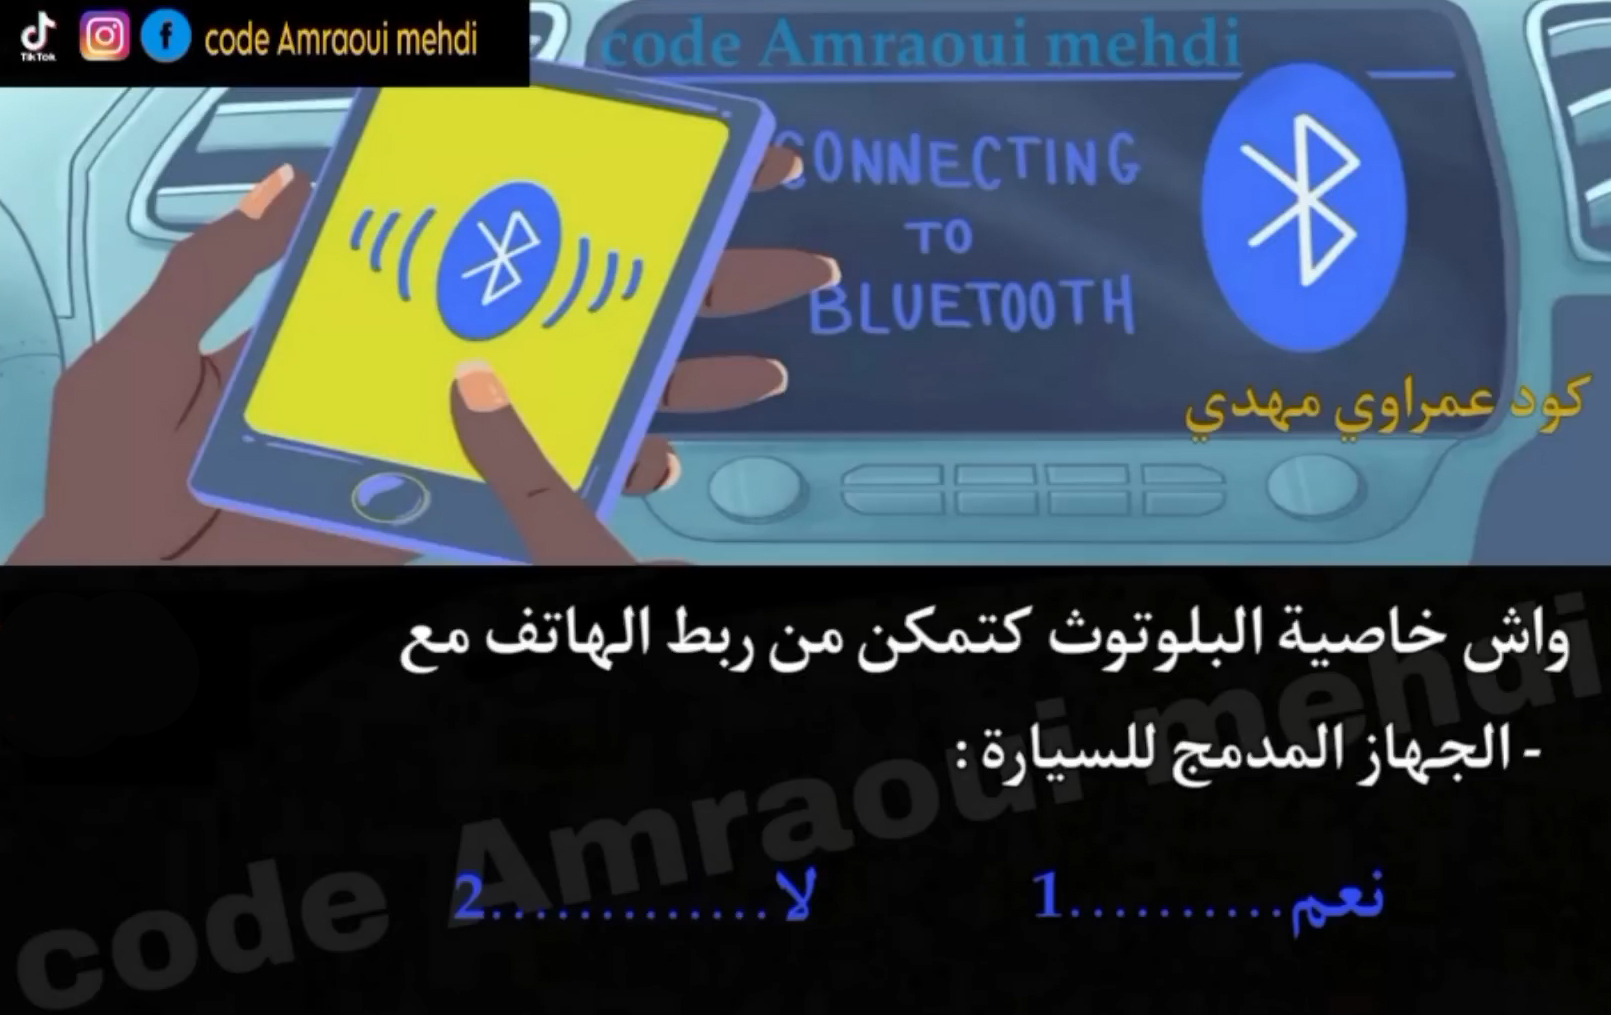 TikTok
code Amraoui mehdi
code Amraoui mehdi
CONNECTING
TO
BLUETOOTH
كود عمراوي مهدي
واش خاصية البلوتوث كتمكن من ربط الهاتف مع
- الجهاز المدمج للسيارة :
نعم..........1 لا.............2
code Amraoui mehdi